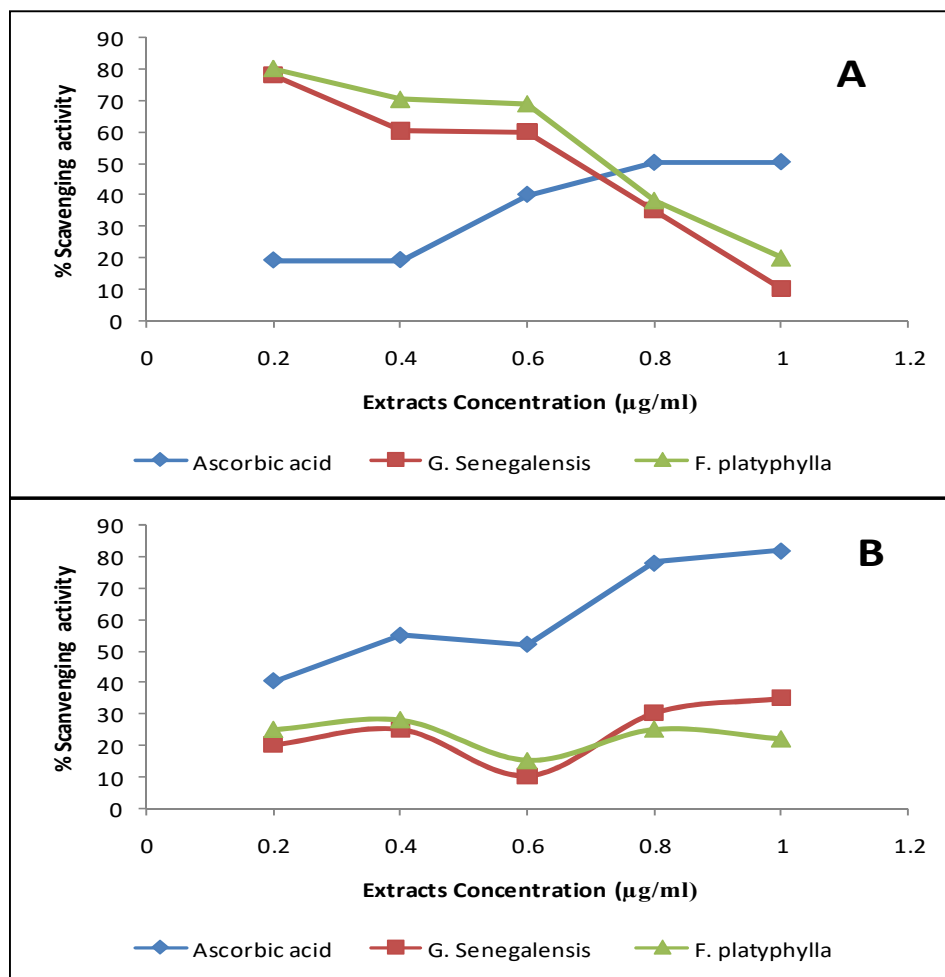 A
% Scavenging activity
90
80
70
60
50
40
30
20
10
0
0 0.2 0.4 0.6 0.8 1 1.2
Extracts Concentration (µg/ml)
Ascorbic acid G. Senegalensis F. platyphylla
B
% Scanvenging activity
90
80
70
60
50
40
30
20
10
0
0 0.2 0.4 0.6 0.8 1 1.2
Extracts Concentration (µg/ml)
Ascorbic acid G. Senegalensis F. platyphylla